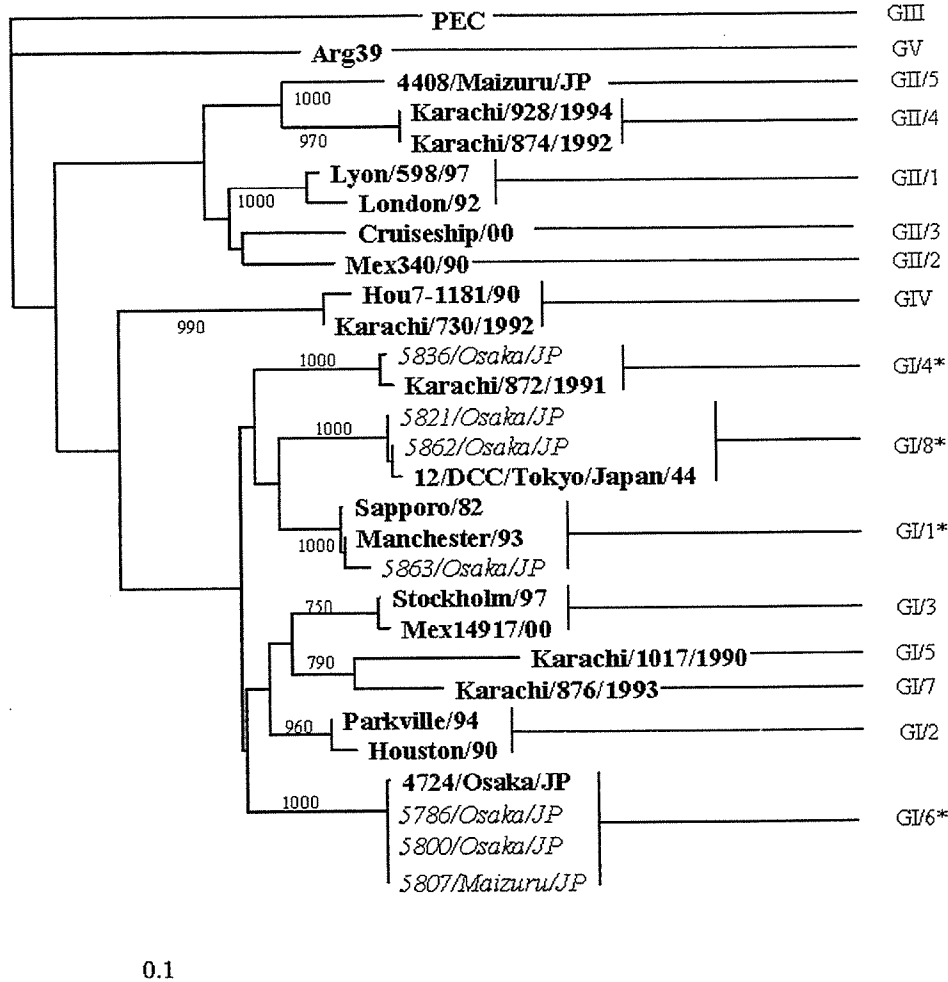 PEC GIII
Arg39 GV
4408/Maizuru/JP GII/5
1000
Karachi/928/1994 GII/4
970
Karachi/874/1992
Lyon/598/97 GII/1
1000
London/92
Cruiseship/00 GII/3
Mex340/90 GII/2
Hou7-1181/90 GIV
990
Karachi/730/1992
5836/Osaka/JP
1000 GI/4*
Karachi/872/1991
5821/Osaka/JP
1000
5862/Osaka/JP GI/8*
12/DCC/Tokyo/Japan/44
Sapporo/82
1000 Manchester/93 GI/1*
5863/Osaka/JP
Stockholm/97
750 GI/3
Mex14917/00
Karachi/1017/1990 GI/5
790
Karachi/876/1993 GI/7
Parkville/94
960 GI/2
Houston/90
4724/Osaka/JP
1000
5786/Osaka/JP GI/6*
5800/Osaka/JP
5807/Maizuru/JP
0.1